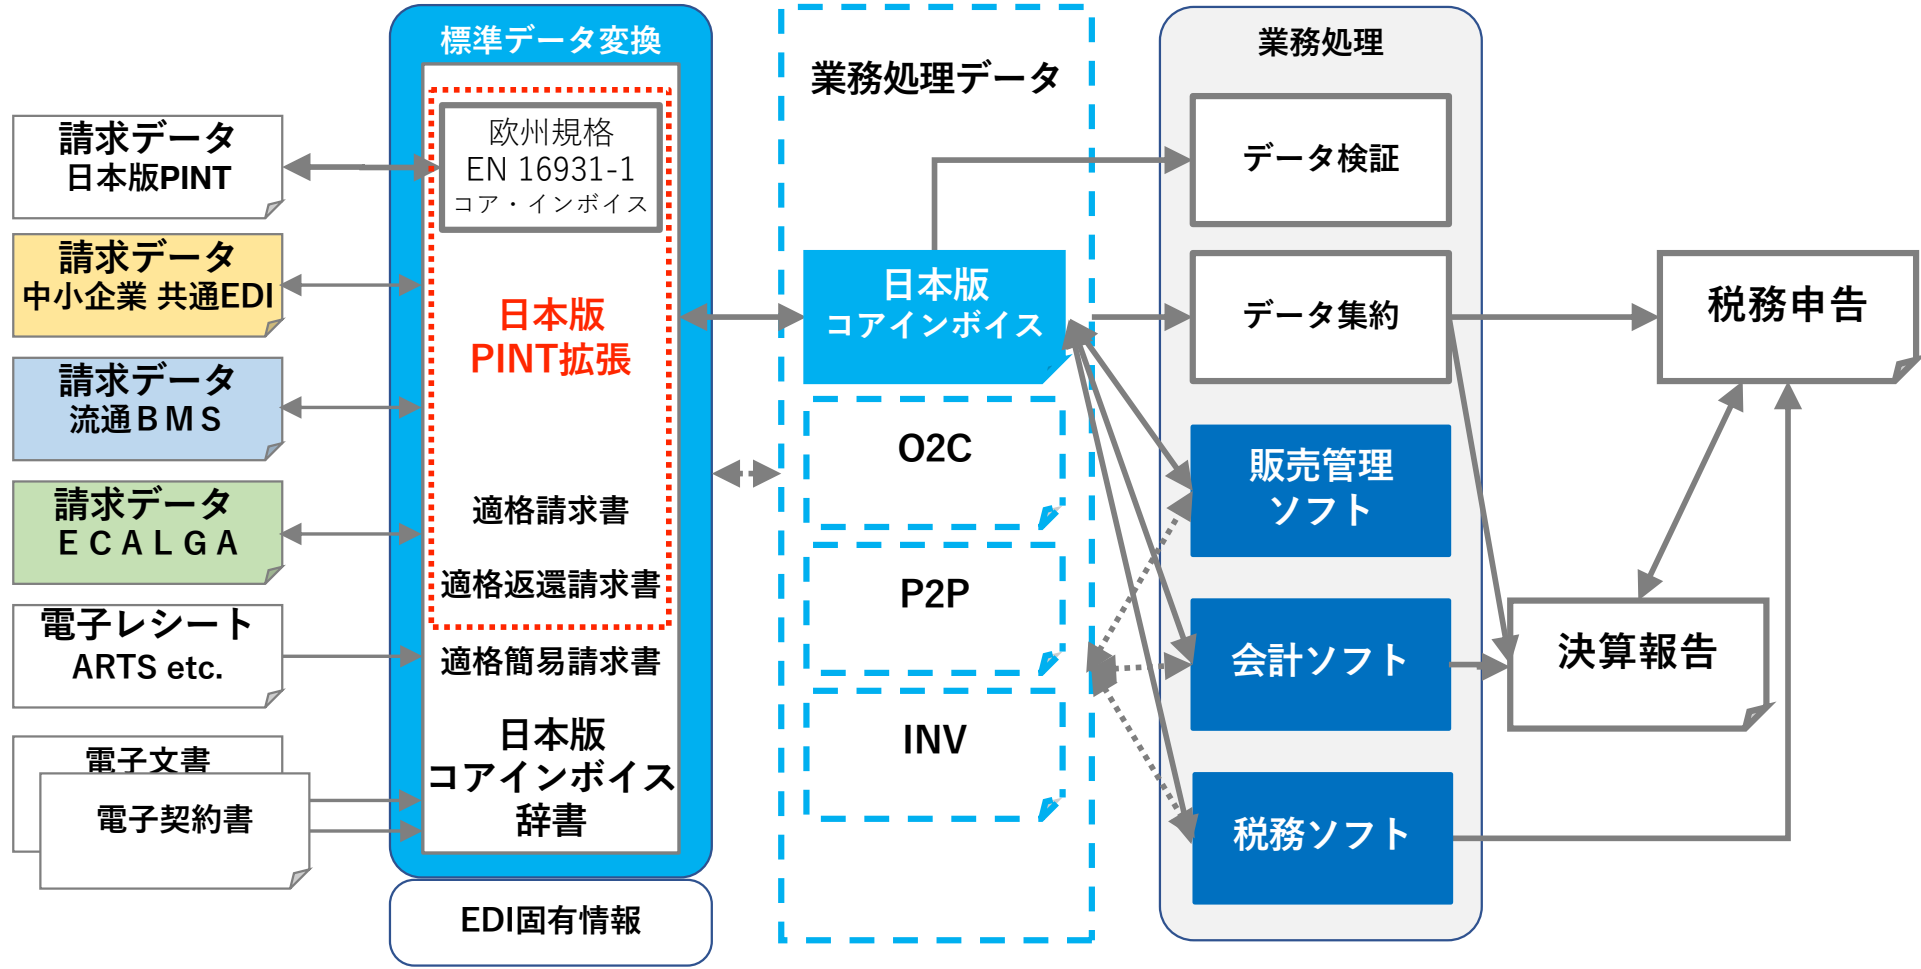 標準データ変換
業務処理データ
業務処理
請求データ
日本版PINT
請求データ
中小企業 共通EDI
請求データ
流通ＢＭＳ
請求データ
ＥＣＡＬＧＡ
電子レシート
ARTS etc.
電子文書
電子契約書
欧州規格
EN 16931-1
コア・インボイス
日本版
PINT拡張
適格請求書
適格返還請求書
適格簡易請求書
日本版
コアインボイス
辞書
EDI固有情報
日本版
コアインボイス
O2C
P2P
INV
データ検証
データ集約
販売管理
ソフト
会計ソフト
税務ソフト
税務申告
決算報告